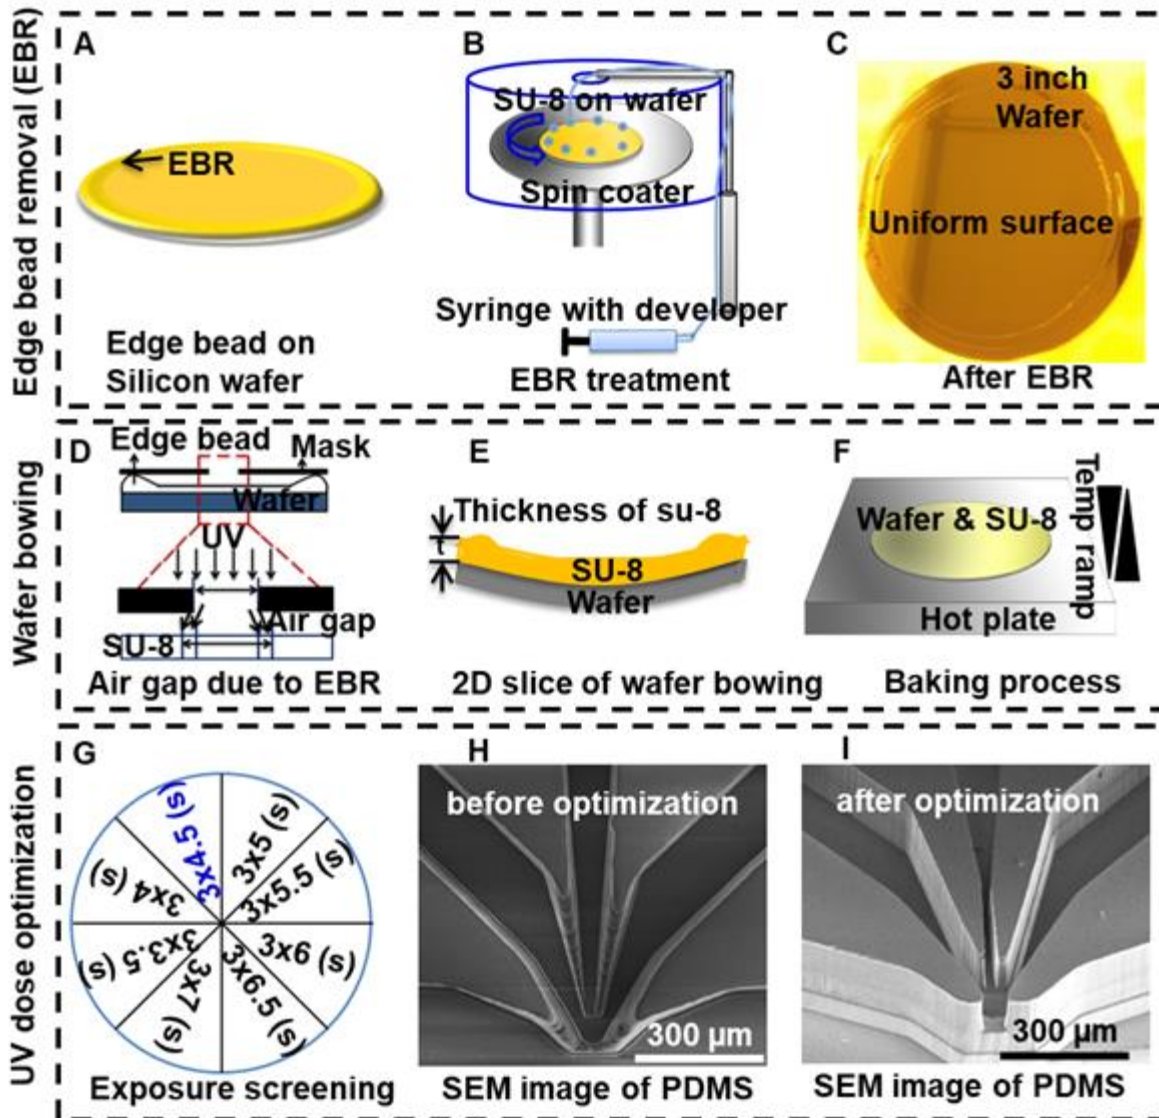 Edge bead removal (EBR)
A
EBR
Edge bead on
Silicon wafer
B
SU-8 on wafer
Spin coater
Syringe with developer
EBR treatment
C
3 inch
Wafer
Uniform surface
After EBR
Wafer bowing
D
Edge bead
Mask
Wafer
UV
Air gap
SU-8
Air gap due to EBR
E
Thickness of su-8
t
SU-8
Wafer
2D slice of wafer bowing
F
Wafer & SU-8
Temp ramp
Hot plate
Baking process
UV dose optimization
G
3x4.5 (s)
3x5 (s)
3x5.5 (s)
3x6 (s)
3x6.5 (s)
3x7 (s)
3x3.5 (s)
3x4 (s)
Exposure screening
H
before optimization
300 µm
SEM image of PDMS
I
after optimization
300 µm
SEM image of PDMS